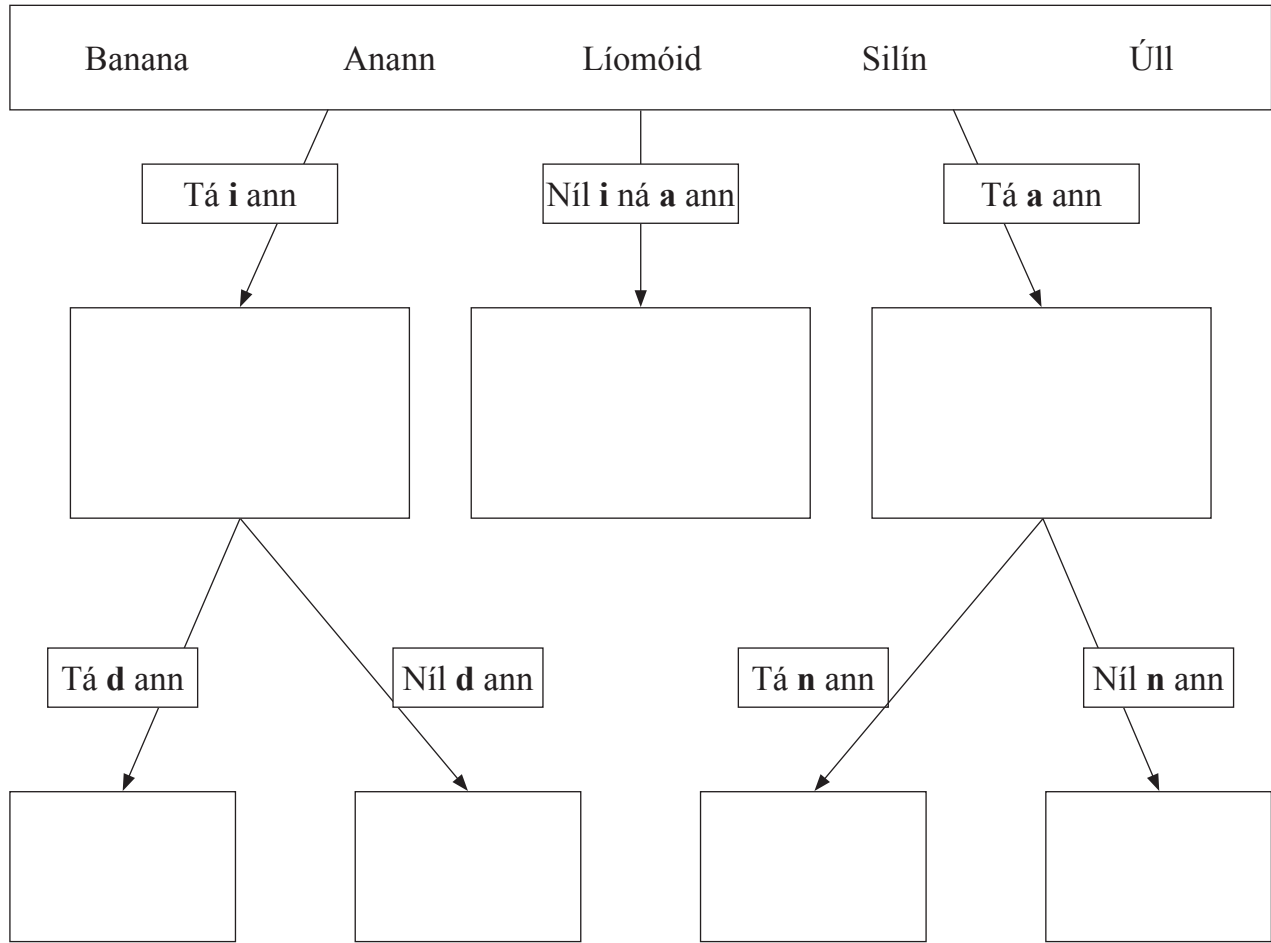 Banana Anann Líomóid Silín Úll
Tá i ann
Níl i ná a ann
Tá a ann
Tá d ann
Níl d ann
Tá n ann
Níl n ann